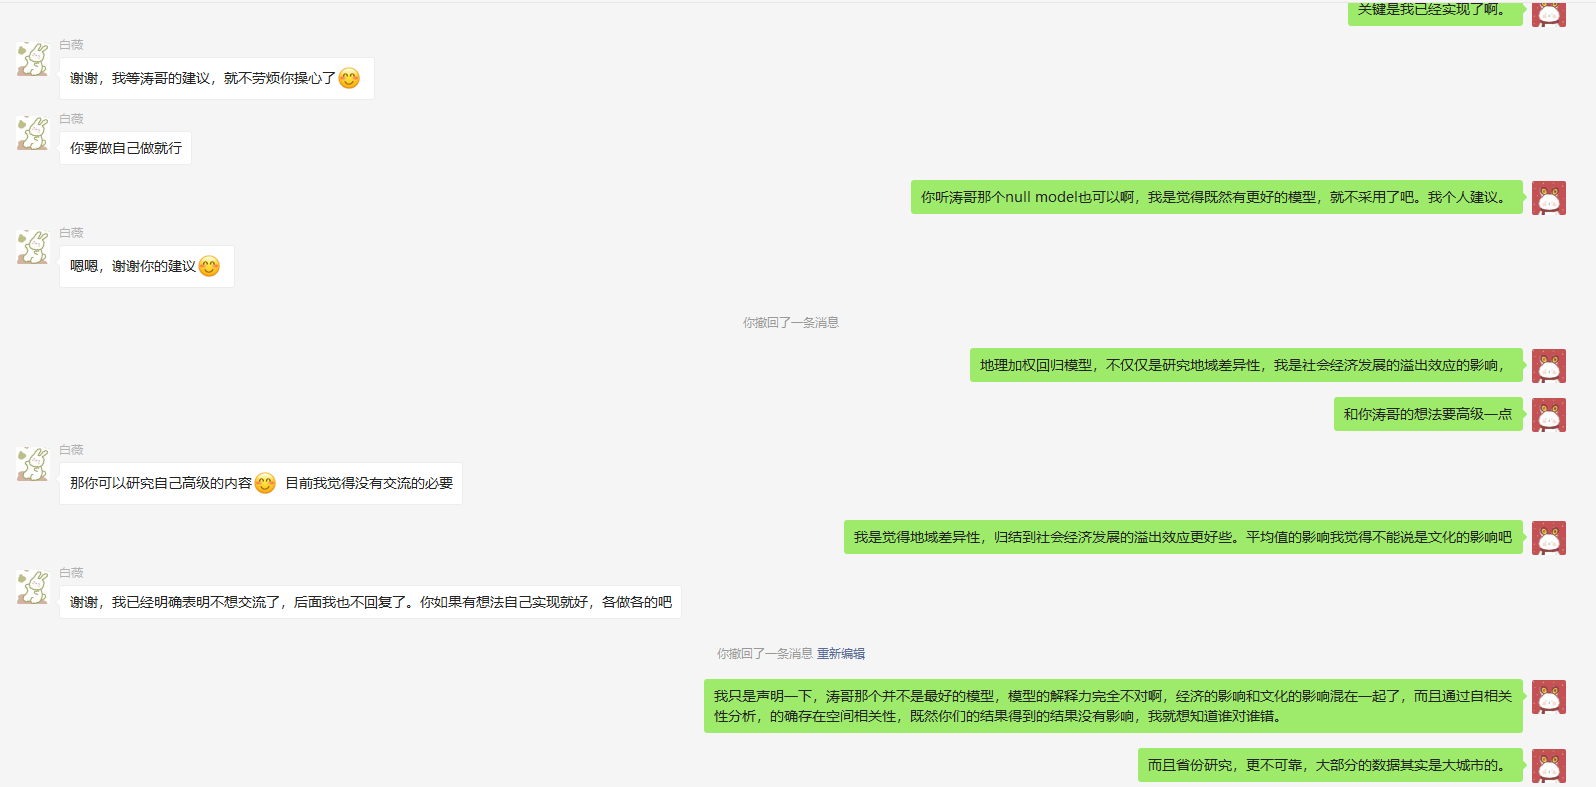 关键是我已经实现了啊。
白薇
谢谢，我等涛哥的建议，就不劳烦你操心了😊
白薇
你要做自己做就行
你听涛哥那个null model也可以啊，我是觉得既然有更好的模型，就不采用了吧。我个人建议。
白薇
嗯嗯，谢谢你的建议😊
你撤回了一条消息
地理加权回归模型，不仅仅是研究地域差异性，我是社会经济发展的溢出效应的影响，
和你涛哥的想法要高级一点
白薇
那你可以研究自己高级的内容😊 目前我觉得没有交流的必要
我是觉得地域差异性，归结到社会经济发展的溢出效应更好些。平均值的影响我觉得不能说是文化的影响吧
白薇
谢谢，我已经明确表明不想交流了，后面我也不回复了。你如果有想法自己实现就好，各做各的吧
你撤回了一条消息 重新编辑
我只是声明一下，涛哥那个并不是最好的模型，模型的解释力完全不对啊，经济的影响和文化的影响混在一起了，而且通过自相关
性分析，的确存在空间相关性，既然你们的结果得到的结果没有影响，我就想知道谁对谁错。
而且省份研究，更不可靠，大部分的数据其实是大城市的。